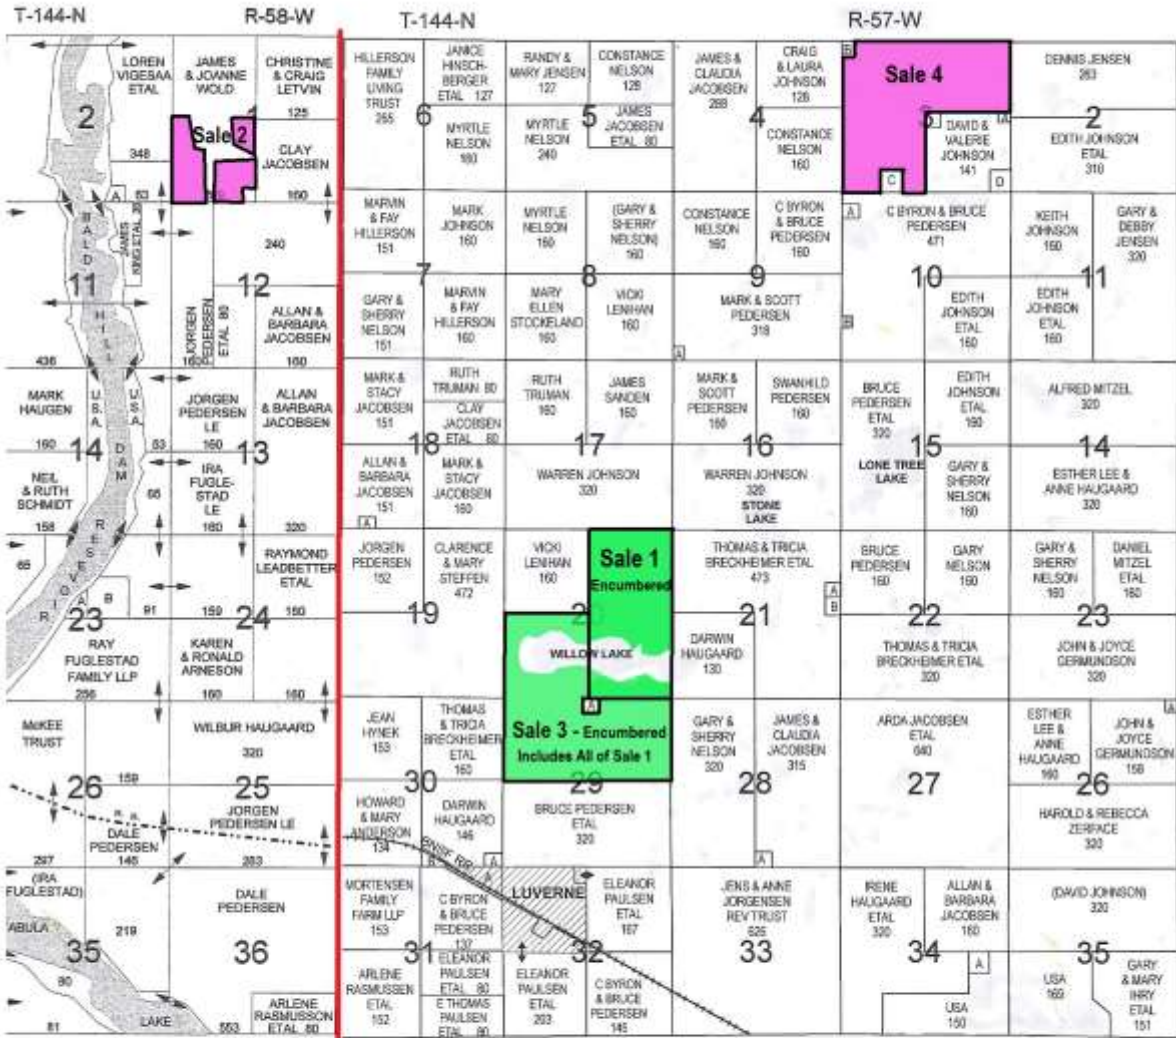 T-144-N
R-58-W
T-144-N
R-57-W
2
LOREN
VIGESAA
ETAL
JAMES
& JOANNE
WOLD
CHRISTINE
& CRAIG
LETVIN
125
1
Sale 2
348
CLAY
JACOBSEN
160
63
A
HILLERSON
FAMILY
LIVING
TRUST
265
JANICE
HINSCH-
BERGER
ETAL 127
6
MYRTLE
NELSON
160
RANDY &
MARY JENSEN
127
CONSTANCE
NELSON
128
5
MYRTLE
NELSON
240
JAMES
JACOBSEN
ETAL 80
JAMES &
CLAUDIA
JACOBSEN
288
CRAIG
& LAURA
JOHNSON
128
4
CONSTANCE
NELSON
160
B
Sale 4
3
DAVID &
VALERIE
JOHNSON
141
A
C
D
DENNIS JENSEN
263
2
EDITH JOHNSON
ETAL
310
BALD HILL DAM RESEVOIR
JAMES
KING ETAL
11
240
12
JORGEN
PEDERSEN
ETAL 80
ALLAN &
BARBARA
JACOBSEN
160
436
160
MARVIN
& FAY
HILLERSON
151
MARK
JOHNSON
160
7
GARY &
SHERRY
NELSON
151
MARVIN
& FAY
HILLERSON
160
MYRTLE
NELSON
160
(GARY &
SHERRY
NELSON)
160
8
MARY
ELLEN
STOCKELAND
VICKI
LENIHAN
160
CONSTANCE
NELSON
160
C BYRON
& BRUCE
PEDERSEN
160
9
MARK & SCOTT
PEDERSEN
318
A
A
C BYRON & BRUCE
PEDERSEN
471
10
B
EDITH
JOHNSON
ETAL
160
KEITH
JOHNSON
160
GARY &
DEBBY
JENSEN
320
11
EDITH
JOHNSON
ETAL
160
MARK
HAUGEN
160
U.S.A.
U.S.A.
JORGEN
PEDERSEN
LE
160
ALLAN
& BARBARA
JACOBSEN
14
53
13
NEIL
& RUTH
SCHMIDT
158
68
IRA
FUGLE-
STAD
LE
160
320
MARK &
STACY
JACOBSEN
151
RUTH
TRUMAN 80
CLAY
JACOBSEN
ETAL 80
18
ALLAN &
BARBARA
JACOBSEN
151
A
MARK &
STACY
JACOBSEN
160
RUTH
TRUMAN
160
JAMES
SANDEN
160
17
WARREN JOHNSON
320
MARK &
SCOTT
PEDERSEN
160
SWANHILD
PEDERSEN
160
16
WARREN JOHNSON
320
STONE
LAKE
BRUCE
PEDERSEN
ETAL
320
EDITH
JOHNSON
ETAL
160
15
LONE TREE
LAKE
GARY &
SHERRY
NELSON
160
ALFRED MITZEL
320
14
ESTHER LEE &
ANNE HAUGAARD
320
65
B
91
159
RAYMOND
LEADBETTER
ETAL
160
23
24
RAY
FUGLESTAD
FAMILY LLP
256
KAREN
& RONALD
ARNESON
160
160
JORGEN
PEDERSEN
152
CLARENCE
& MARY
STEFFEN
472
19
VICKI
LENIHAN
160
Sale 1
Encumbered
20
WILLOW LAKE
THOMAS & TRICIA
BRECKHEIMER ETAL
473
A
B
21
DARWIN
HAUGAARD
130
BRUCE
PEDERSEN
160
GARY
NELSON
160
22
THOMAS & TRICIA
BRECKHEIMER ETAL
320
GARY &
SHERRY
NELSON
160
DANIEL
MITZEL
ETAL
160
23
JOHN & JOYCE
GERMUNDSON
320
McKEE
TRUST
WILBUR HAUGAARD
320
26
159
25
R. R.
DALE
PEDERSEN
146
JORGEN
PEDERSEN LE
297
283
JEAN
HYNEK
153
THOMAS
& TRICIA
BRECKHEIMER
ETAL
160
30
HOWARD
& MARY
ANDERSON
134
DARWIN
HAUGAARD
146
BNSF RR
B
A
A
Sale 3 - Encumbered
Includes All of Sale 1
29
BRUCE PEDERSEN
ETAL
320
GARY &
SHERRY
NELSON
320
JAMES &
CLAUDIA
JACOBSEN
315
28
A
ARDA JACOBSEN
ETAL
640
27
ESTHER
LEE &
ANNE
HAUGAARD
160
JOHN &
JOYCE
GERMUNDSON
158
A
26
HAROLD & REBECCA
ZERFACE
320
(IRA
FUGLESTAD)
219
DALE
PEDERSEN
ABULA
35
36
90
81
LAKE
553
ARLENE
RASMUSSON
ETAL 80
MORTENSEN
FAMILY
FARM LLP
153
A
C BYRON
& BRUCE
PEDERSEN
137
31
ARLENE
RASMUSSEN
ETAL
152
ELEANOR
PAULSEN
ETAL 80
E THOMAS
PAULSEN
ETAL 80
LUVERNE
ELEANOR
PAULSEN
ETAL
167
32
ELEANOR
PAULSEN
ETAL
203
C BYRON
& BRUCE
PEDERSEN
145
JENS & ANNE
JORGENSEN
REV TRUST
626
33
IRENE
HAUGAARD
ETAL
320
ALLAN &
BARBARA
JACOBSEN
160
34
A
USA
150
(DAVID JOHNSON)
320
35
USA
169
GARY
& MARY
IHRY
ETAL
151